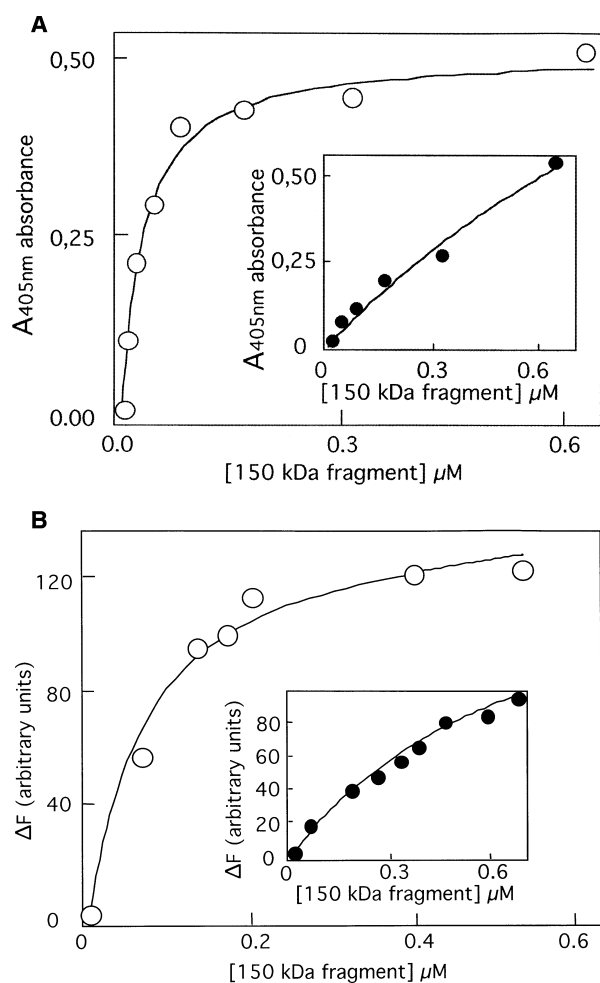 A
0,50
0,25
0.00
A405nm absorbance
0.0
0.3
0.6
[150 kDa fragment] µM
0,50
0,25
0
A405nm absorbance
0
0.3
0.6
[150 kDa fragment] µM
B
120
80
40
0
ΔF (arbitrary units)
0
0.2
0.4
0.6
[150 kDa fragment] µM
80
60
40
20
0
ΔF (arbitrary units)
0
0.3
0.6
[150 kDa fragment] µM